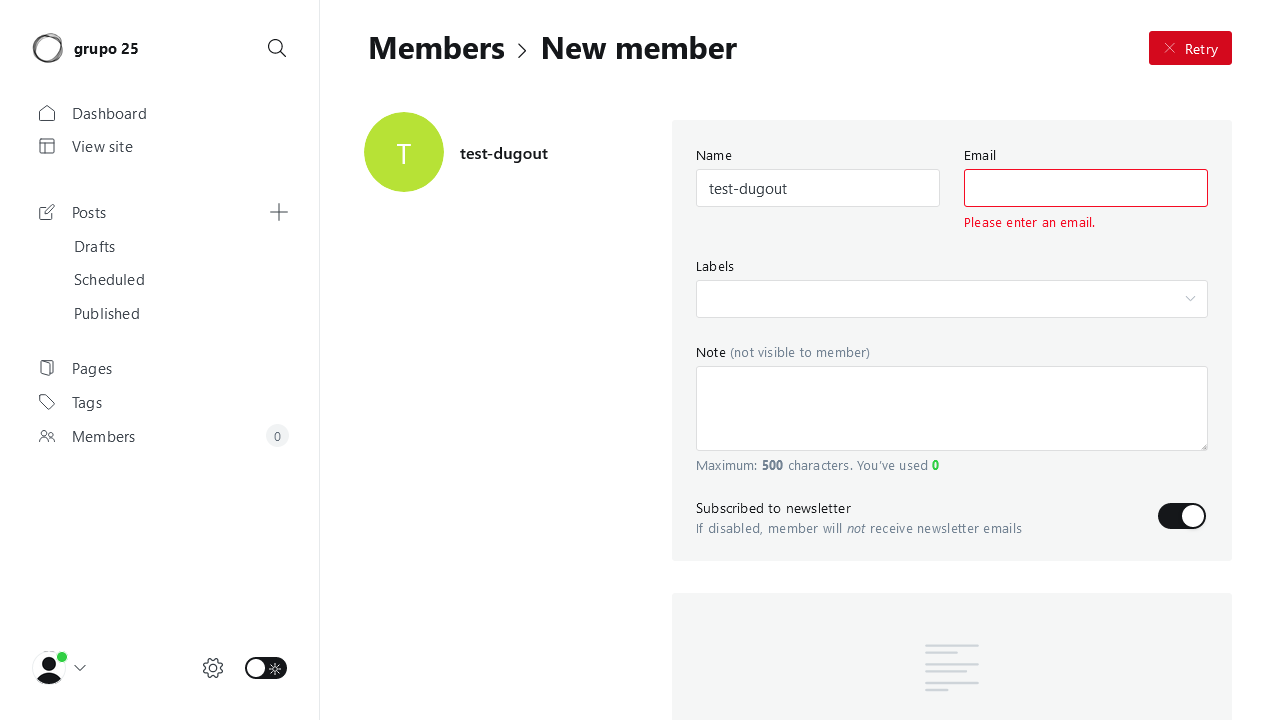 grupo 25
Dashboard
View site
Posts
Drafts
Scheduled
Published
Pages
Tags
Members
0
Members > New member
Retry
T
test-dugout
Name
test-dugout
Email
Please enter an email.
Labels
Note (not visible to member)
Maximum: 500 characters. You've used 0
Subscribed to newsletter
If disabled, member will not receive newsletter emails